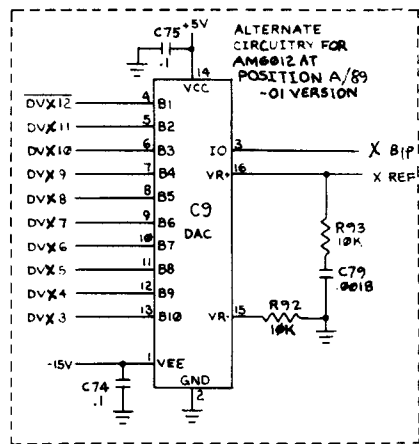 C75
.1
+5V
ALTERNATE
CIRCUITRY FOR
AM6012 AT
POSITION A/89
-01 VERSION
14
VCC
DVX12 4 B1
DVX11 5 B2
DVX10 6 B3 IO 3 X BIP
DVX9 7 B4 VR+ 16 X REF
DVX8 8 B5
DVX7 9 B6 C9
DVX6 10 B7 DAC
DVX5 11 B8
DVX4 12 B9
DVX3 13 B10 VR- 15 R92
10K
R93
10K
C79
.0018
-15V 1 VEE
C74
.1
GND
2